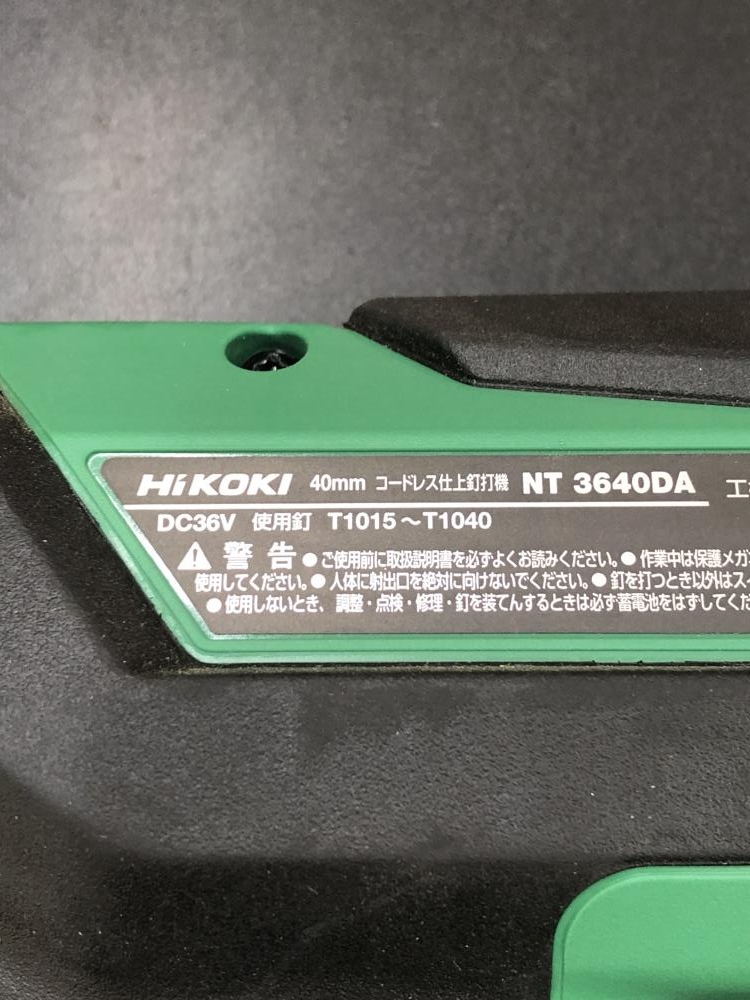 HiKOKI 40mm コードレス仕上釘打機 NT 3640DA
DC36V 使用釘 T1015～T1040
警告 ●ご使用前に取扱説明書を必ずよくお読みください。●作業中は保護メガ
使用してください。●人体に射出口を絶対に向けないでください。●釘を打つとき以外はス
●使用しないとき、調整・点検・修理・釘を装てんするときは必ず蓄電池をはずしてくだ